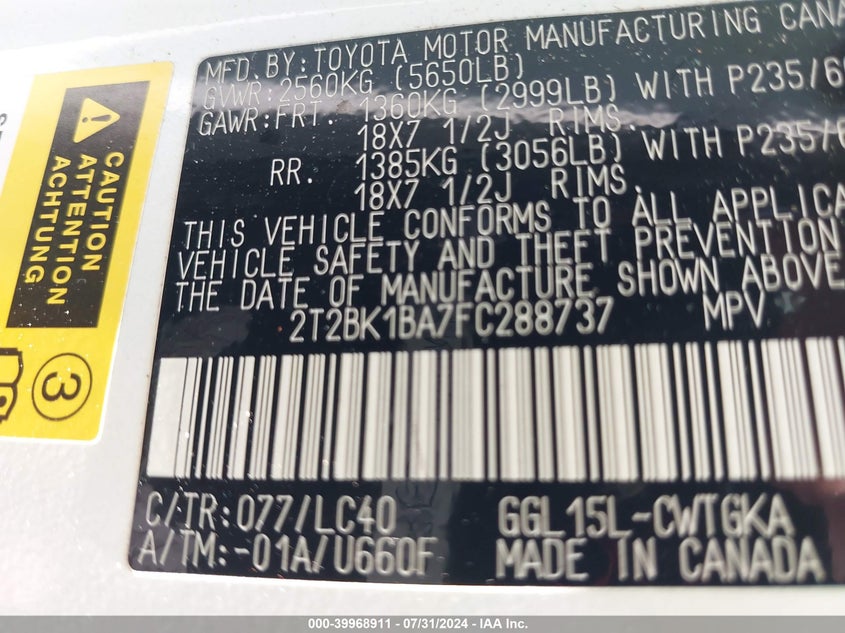 MFD.BY:TOYOTA MOTOR MANUFACTURING CANA
GVWR:2560KG (5650LB)
GAWR:FRT. 1360KG (2999LB) WITH P235/6
18X7 1/2J RIMS.
RR. 1385KG (3056LB) WITH P235/6
18X7 1/2J RIMS.
THIS VEHICLE CONFORMS TO ALL APPLICA
VEHICLE SAFETY AND THEFT PREVENTION
THE DATE OF MANUFACTURE SHOWN ABOVE
2T2BK1BA7FC288737 MPV
C/TR:077/LC40 GGL15L-CWTGKA
A/TM:-01A/U660F MADE IN CANADA
CAUTION
ATTENTION
ACHTUNG
3
000-39968911 / 07/31/2024 - IAA Inc.